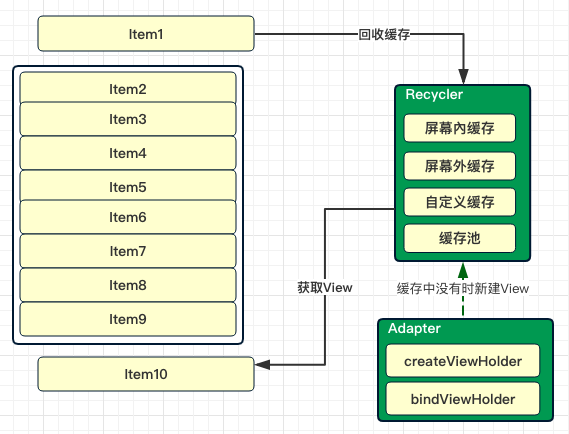 Item1
回收缓存
Item2
Item3
Item4
Item5
Item6
Item7
Item8
Item9
Item10
Recycler
屏幕內缓存
屏幕外缓存
自定义缓存
缓存池
获取View
缓存中没有时新建View
Adapter
createViewHolder
bindViewHolder